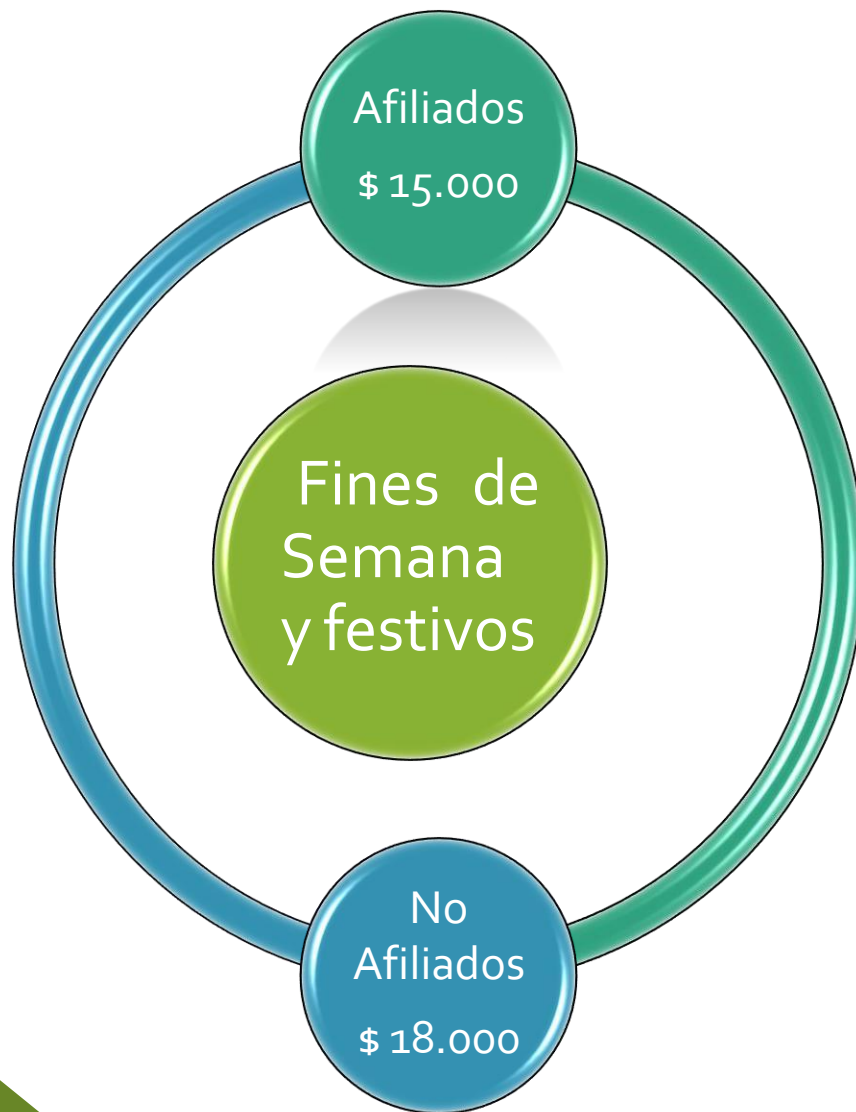 Afiliados
$ 15.000
Fines de
Semana
y festivos
No
Afiliados
$ 18.000